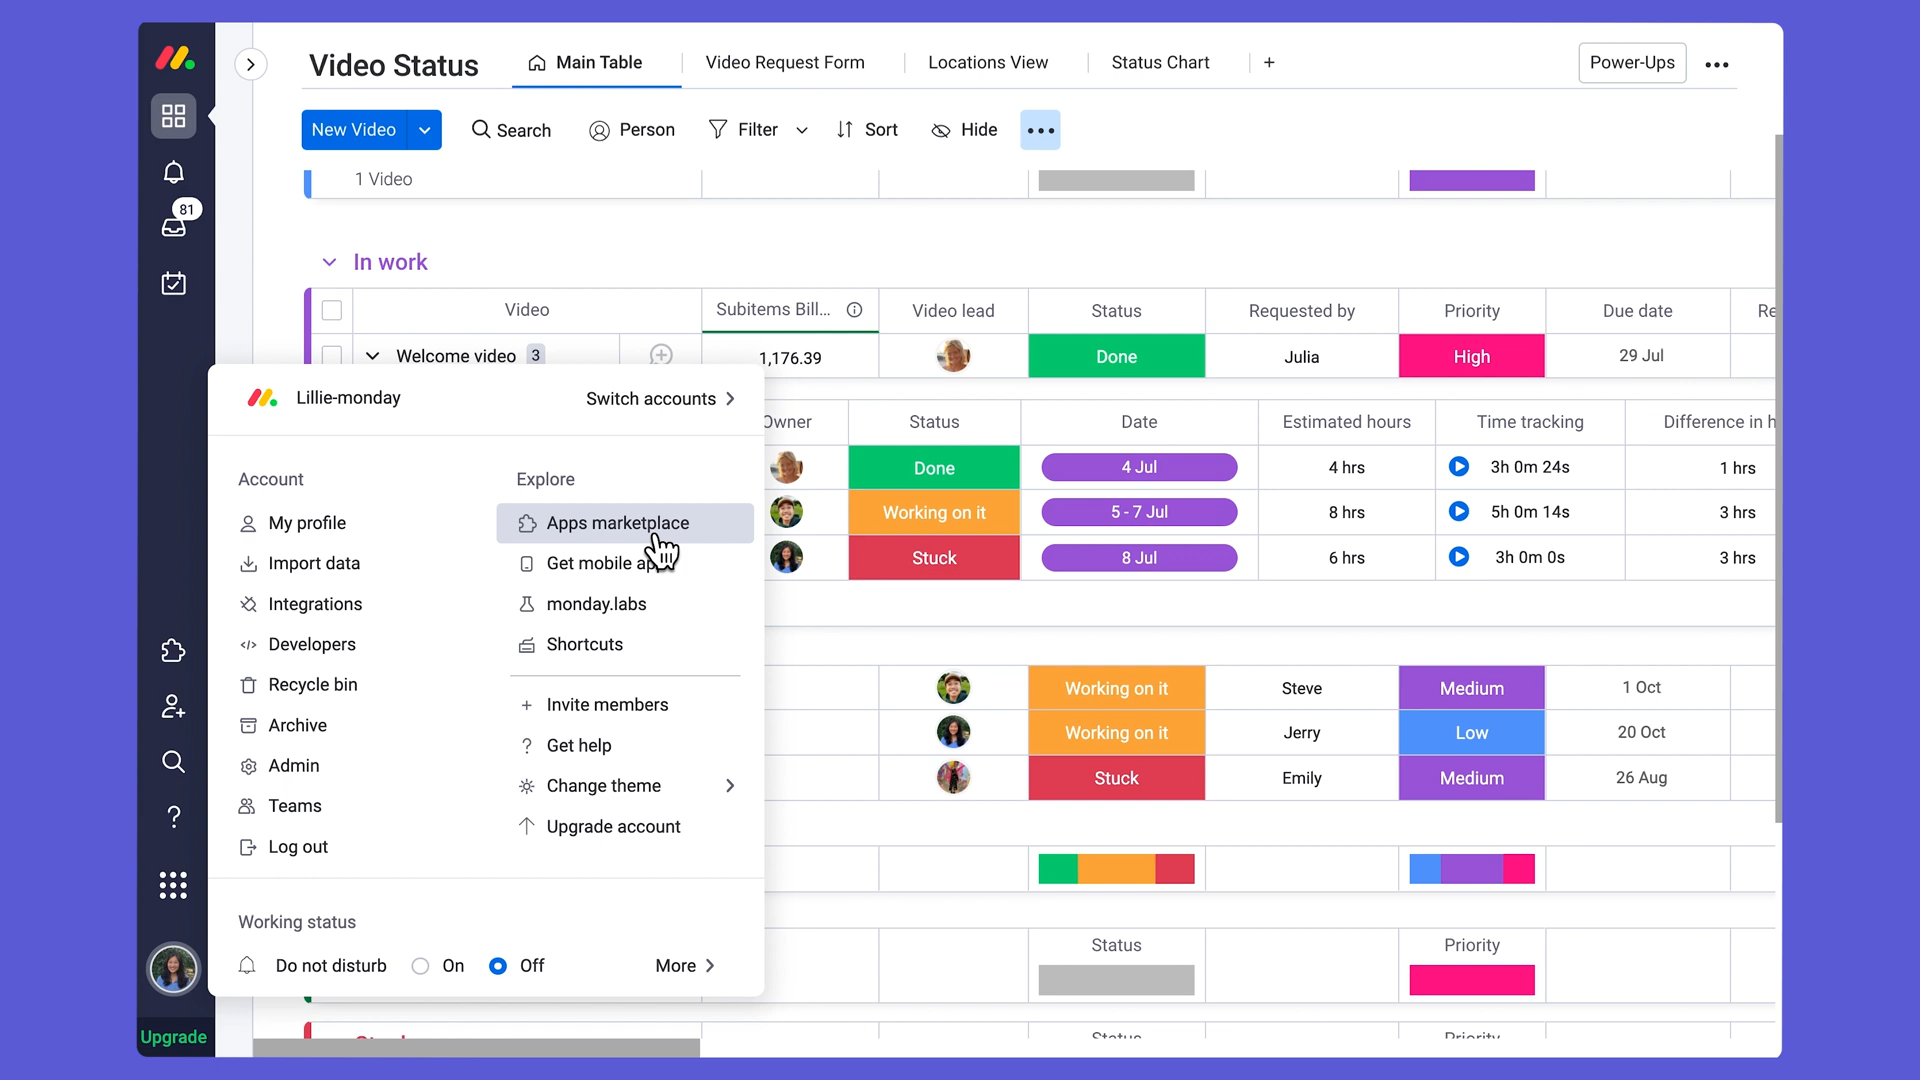 Video Status
Main Table
Video Request Form
Locations View
Status Chart
+
Power-Ups
New Video
Search
Person
Filter
Sort
Hide
1 Video
81
In work
Video
Subitems Bill...
Video lead
Status
Requested by
Priority
Due date
Re
Welcome video 3
1,176.39
Done
Julia
High
29 Jul
Lillie-monday
Switch accounts
Owner
Status
Date
Estimated hours
Time tracking
Difference in h
Done
4 Jul
4 hrs
3h 0m 24s
1 hrs
Working on it
5 - 7 Jul
8 hrs
5h 0m 14s
3 hrs
Stuck
8 Jul
6 hrs
3h 0m 0s
3 hrs
Account
My profile
Import data
Integrations
Developers
Recycle bin
Archive
Admin
Teams
Log out
Explore
Apps marketplace
Get mobile app
monday.labs
Shortcuts
Invite members
Get help
Change theme
Upgrade account
Working on it
Steve
Medium
1 Oct
Working on it
Jerry
Low
20 Oct
Stuck
Emily
Medium
26 Aug
Working status
Do not disturb
On
Off
More
Status
Priority
Upgrade
Status
Priority